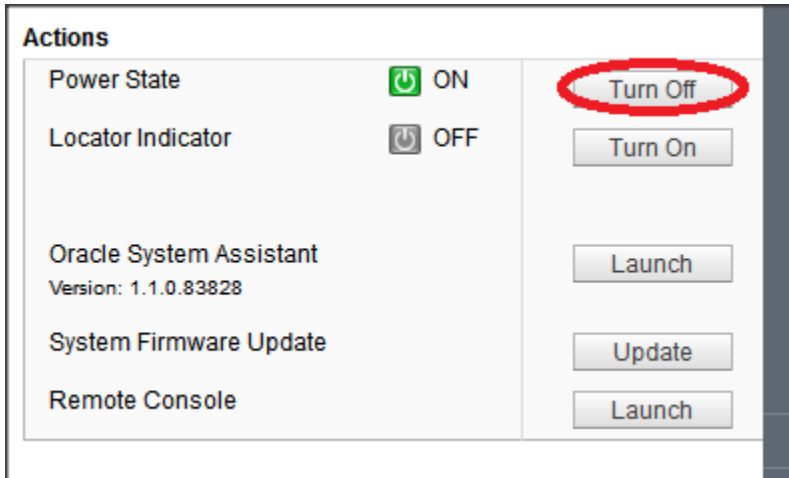 Actions
Power State ON Turn Off
Locator Indicator OFF Turn On
Oracle System Assistant Launch
Version: 1.1.0.83828
System Firmware Update Update
Remote Console Launch